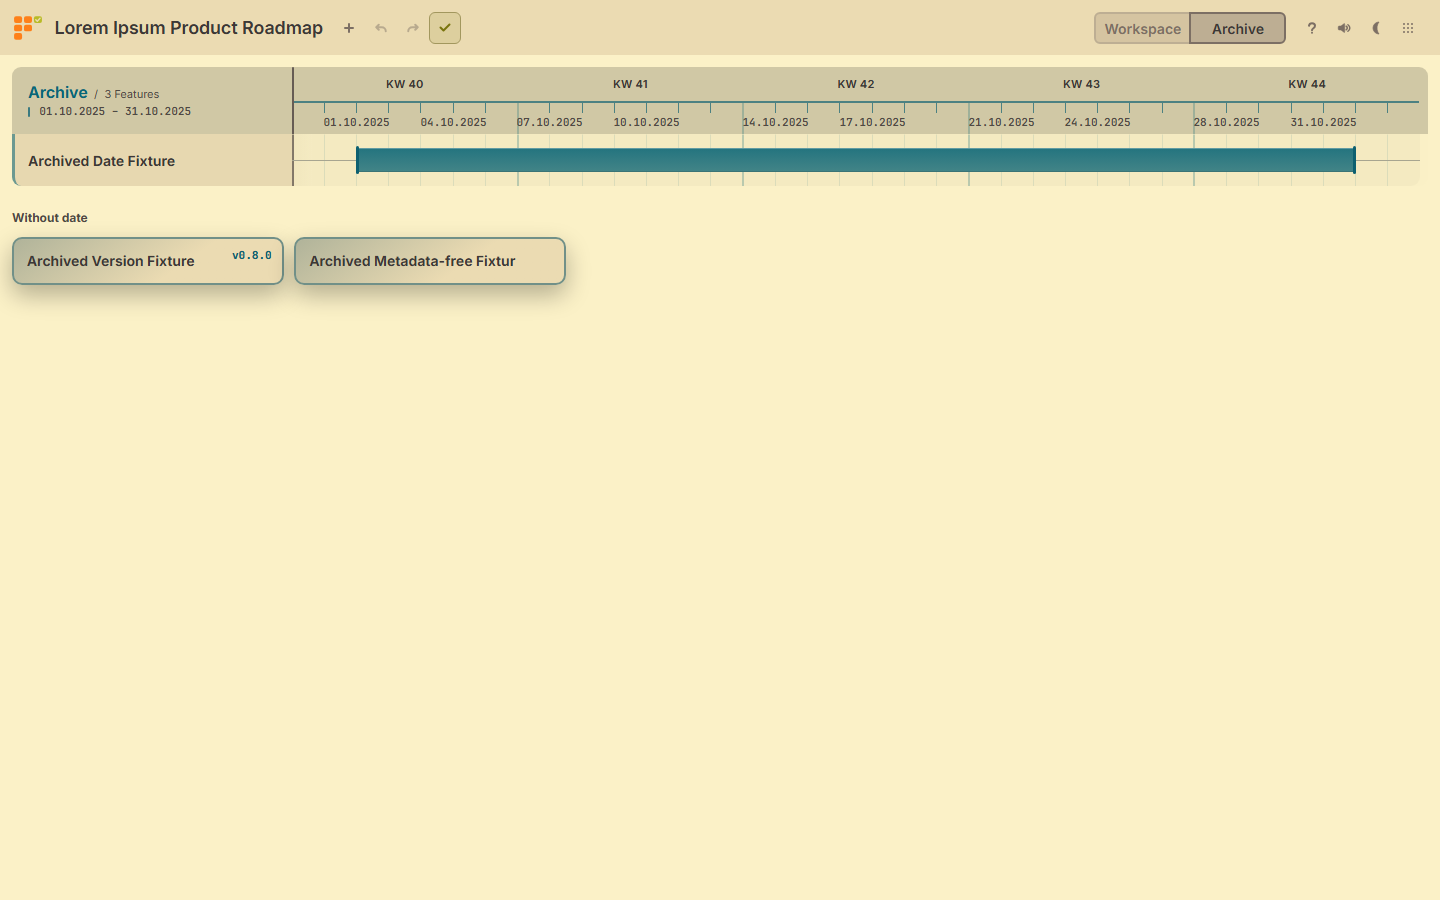 Lorem Ipsum Product Roadmap
Workspace
Archive
?
Archive / 3 Features
01.10.2025 – 31.10.2025
KW 40 KW 41 KW 42 KW 43 KW 44
01.10.2025 04.10.2025 07.10.2025 10.10.2025 14.10.2025 17.10.2025 21.10.2025 24.10.2025 28.10.2025 31.10.2025
Archived Date Fixture
Without date
Archived Version Fixture v0.8.0
Archived Metadata-free Fixtur